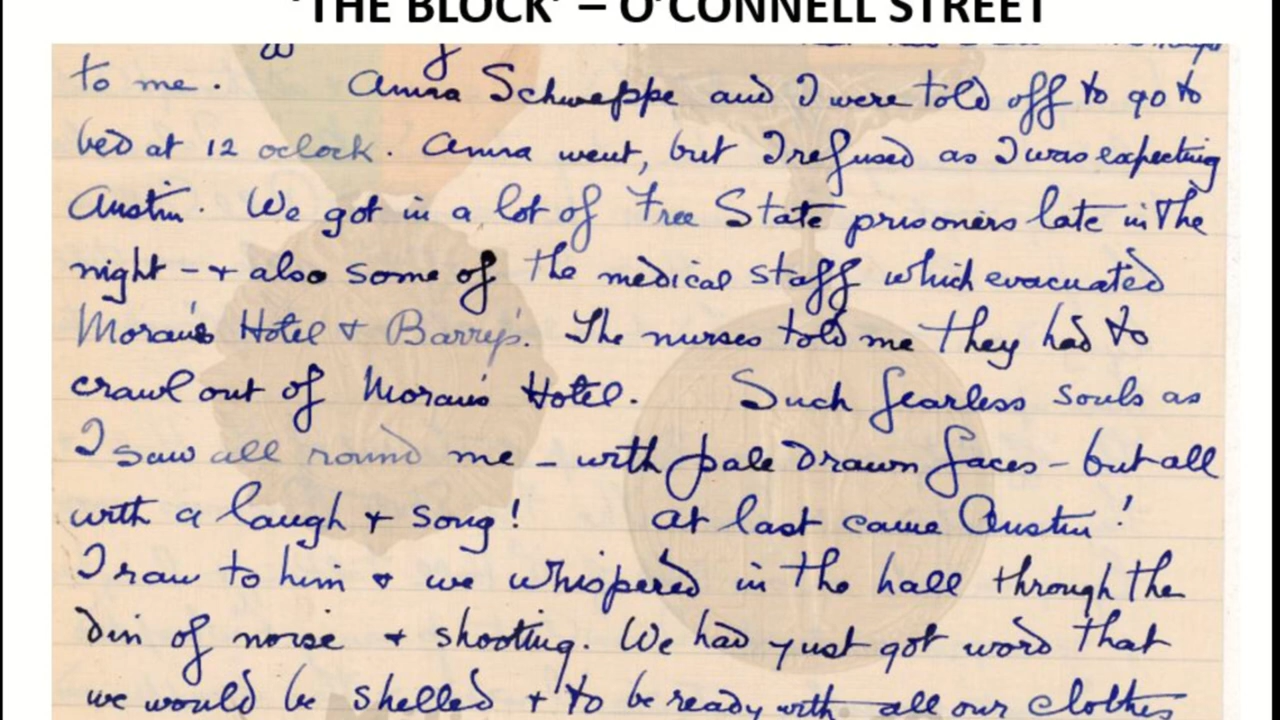 'THE BLOCK' – O'CONNELL STREET
to me. Anna Schweppe and I were told off to go to
bed at 12 oclock. Anna went, but I refused as I was expecting
Austin. We got in a lot of Free State prisoners late in the
night - + also some of the medical staff which evacuated
Moran's Hotel + Barry's. The nurses told me they had to
crawl out of Moran's Hotel. Such fearless souls as
I saw all round me - with pale drawn faces - but all
with a laugh + song! At last came Austin!
I raw to him + we whispered in the hall through the
din of noise + shooting. We had just got word that
we would be shelled + to be ready with all our clothes